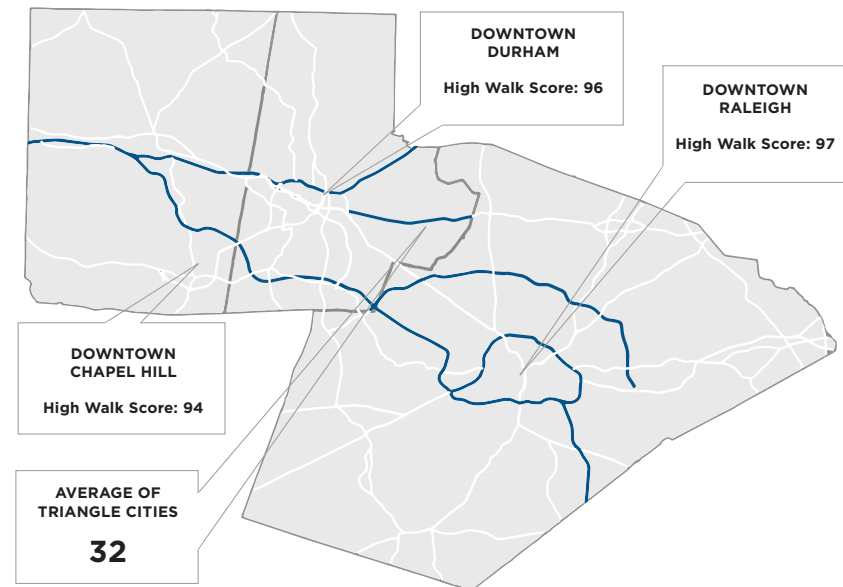 DOWNTOWN
DURHAM
High Walk Score: 96
DOWNTOWN
RALEIGH
High Walk Score: 97
DOWNTOWN
CHAPEL HILL
High Walk Score: 94
AVERAGE OF
TRIANGLE CITIES
32